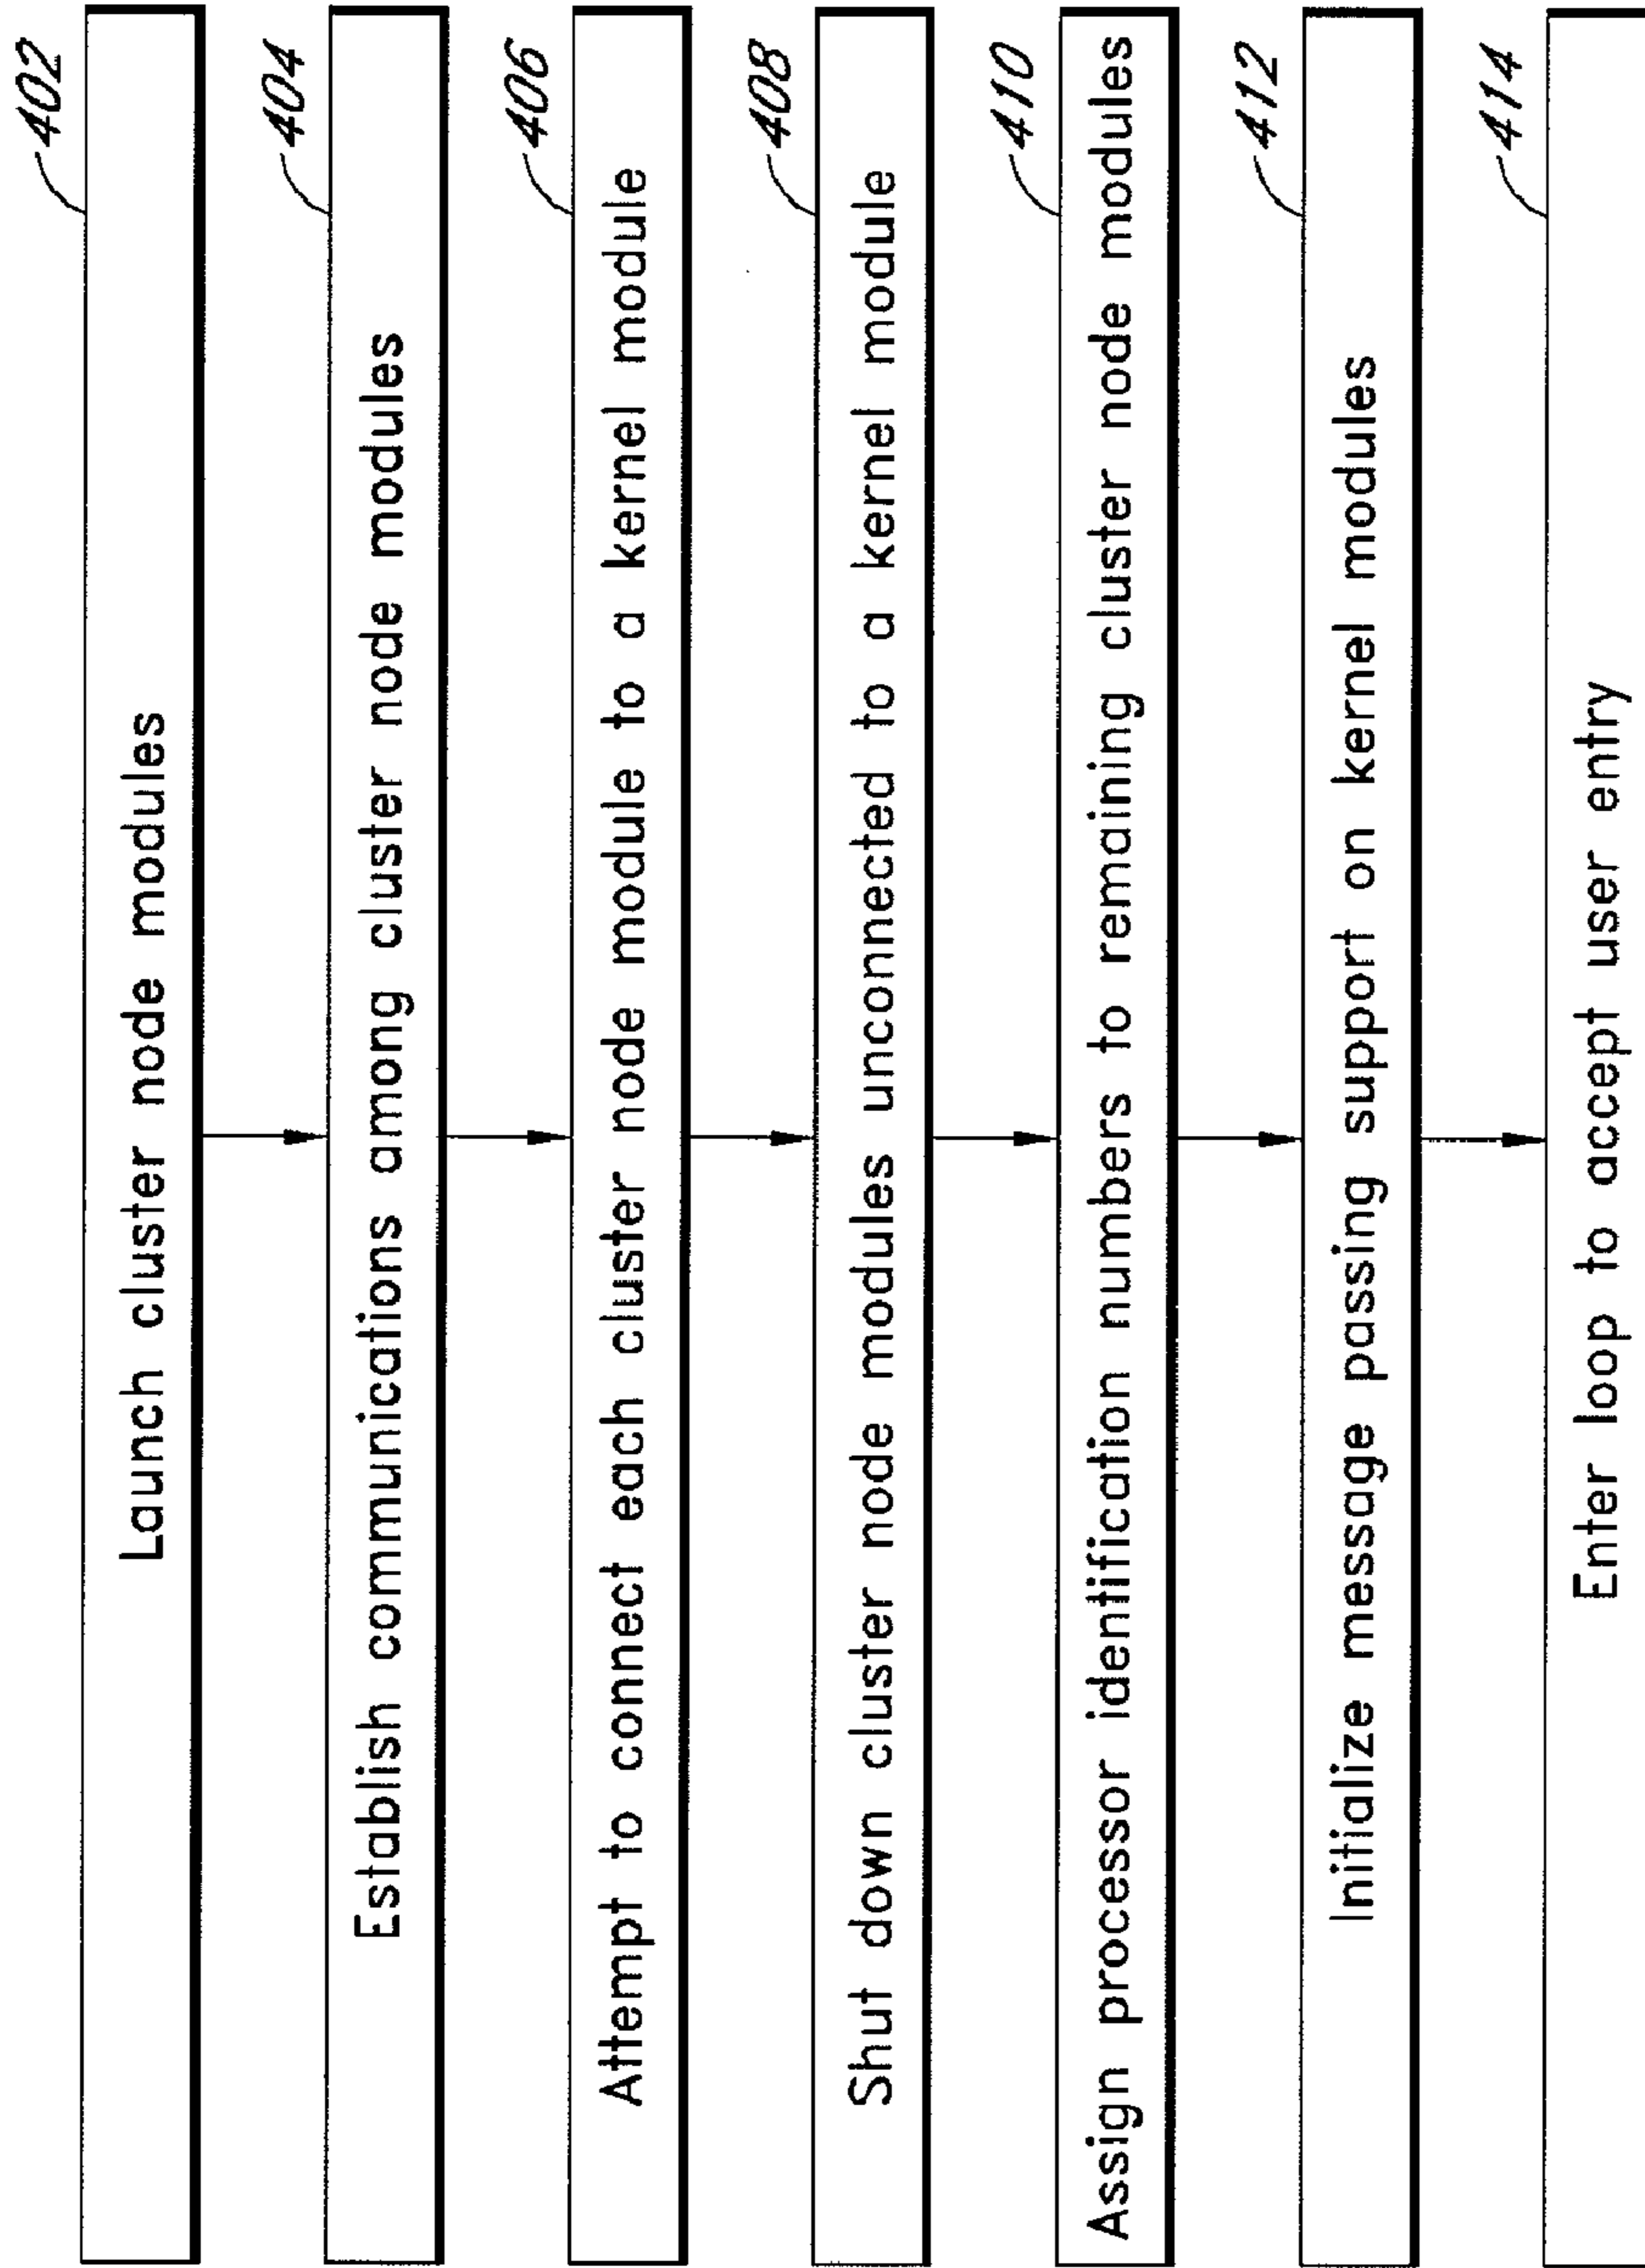 402
Launch cluster node modules
404
Establish communications among cluster node modules
406
Attempt to connect each cluster node module to a kernel module
408
Shut down cluster node modules unconnected to a kernel module
410
Assign processor identification numbers to remaining cluster node modules
412
Initialize message passing support on kernel modules
414
Enter loop to accept user entry